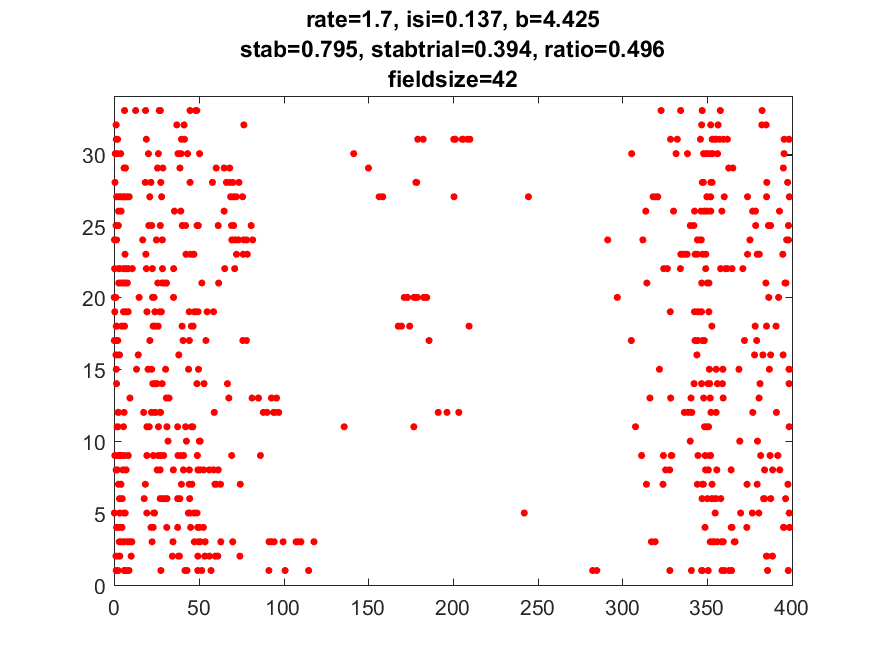 rate=1.7, isi=0.137, b=4.425
stab=0.795, stabtrial=0.394, ratio=0.496
fieldsize=42
30
25
20
15
10
5
0
0 50 100 150 200 250 300 350 400